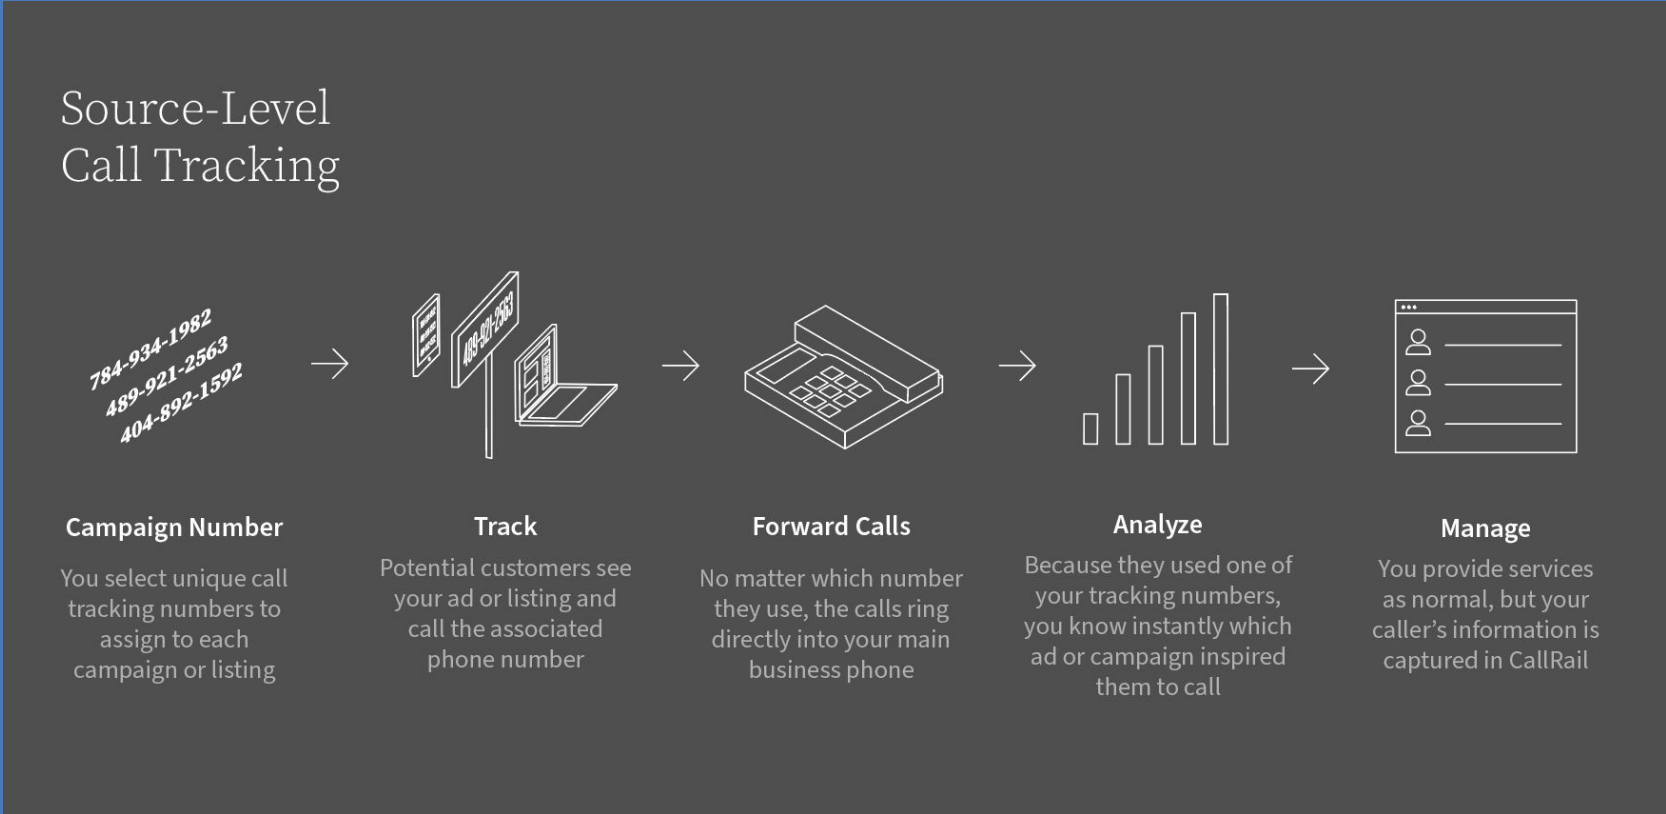 Source-Level
Call Tracking
784-934-1982
489-921-2563
404-892-1592
489-921-2563
Campaign Number
You select unique call
tracking numbers to
assign to each
campaign or listing
Track
Potential customers see
your ad or listing and
call the associated
phone number
Forward Calls
No matter which number
they use, the calls ring
directly into your main
business phone
Analyze
Because they used one of
your tracking numbers,
you know instantly which
ad or campaign inspired
them to call
Manage
You provide services
as normal, but your
caller’s information is
captured in CallRail